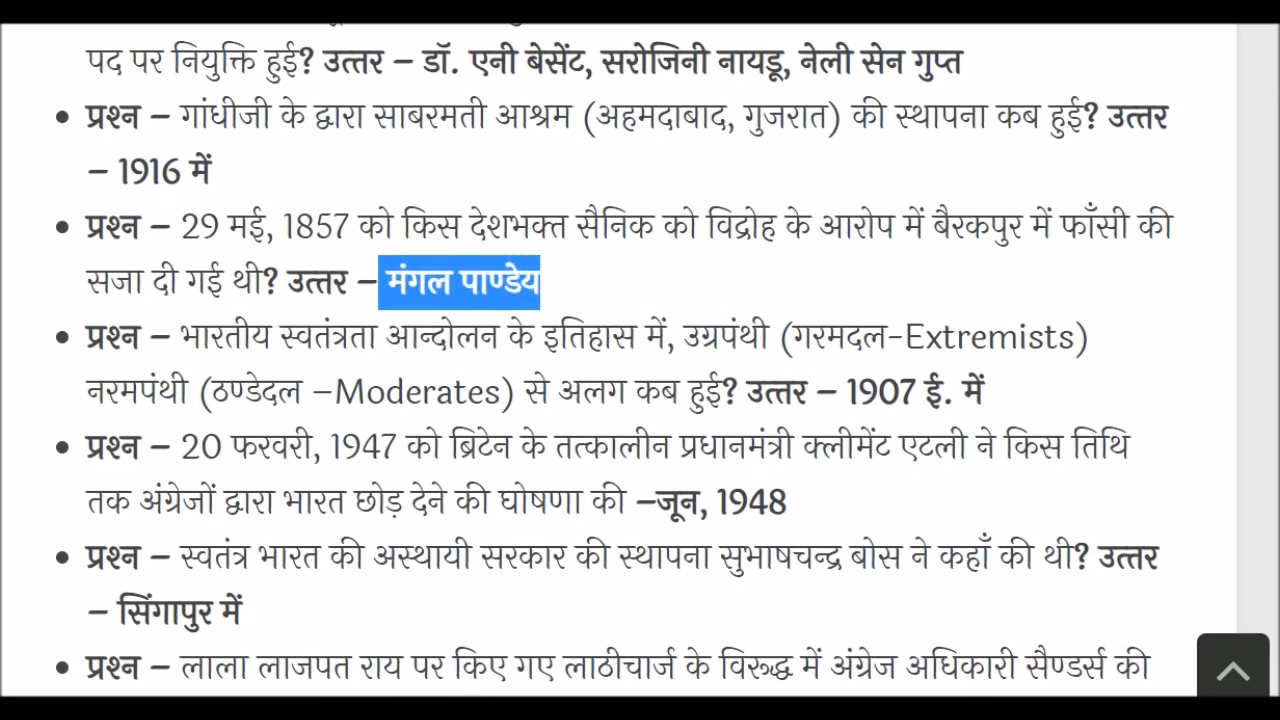 पद पर नियुक्ति हुई? उत्तर – डॉ. एनी बेसेंट, सरोजिनी नायडू, नेली सेन गुप्त
• प्रश्न – गांधीजी के द्वारा साबरमती आश्रम (अहमदाबाद, गुजरात) की स्थापना कब हुई? उत्तर
– 1916 में
• प्रश्न – 29 मई, 1857 को किस देशभक्त सैनिक को विद्रोह के आरोप में बैरकपुर में फाँसी की
सजा दी गई थी? उत्तर – मंगल पाण्डेय
• प्रश्न – भारतीय स्वतंत्रता आन्दोलन के इतिहास में, उग्रपंथी (गरमदल-Extremists)
नरमपंथी (ठण्डेदल –Moderates) से अलग कब हुई? उत्तर – 1907 ई. में
• प्रश्न – 20 फरवरी, 1947 को ब्रिटेन के तत्कालीन प्रधानमंत्री क्लीमेंट एटली ने किस तिथि
तक अंग्रेजों द्वारा भारत छोड़ देने की घोषणा की –जून, 1948
• प्रश्न – स्वतंत्र भारत की अस्थायी सरकार की स्थापना सुभाषचन्द्र बोस ने कहाँ की थी? उत्तर
– सिंगापुर में
• प्रश्न – लाला लाजपत राय पर किए गए लाठीचार्ज के विरूद्ध में अंग्रेज अधिकारी सैण्डर्स की